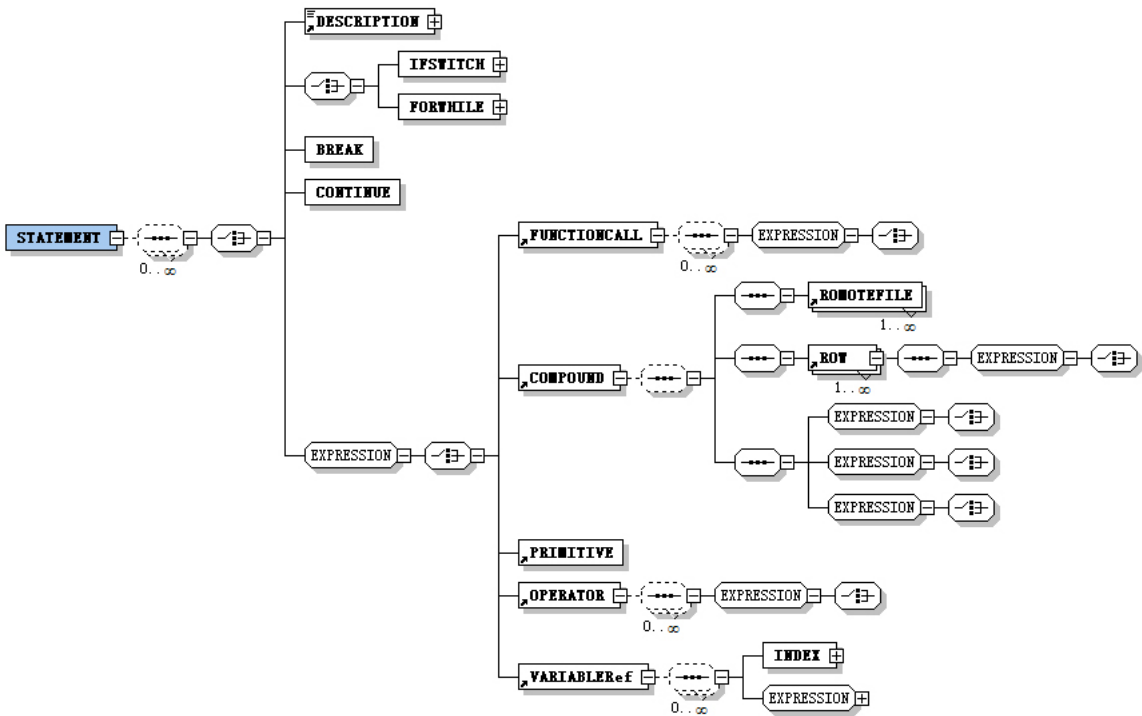 DESCRIPTION
IFSWITCH
FORWHILE
BREAK
CONTINUE
STATEMENT
0..∞
FUNCTIONCALL
EXPRESSION
0..∞
ROMOTEFILE
1..∞
COMPOUND
ROW
EXPRESSION
1..∞
EXPRESSION
EXPRESSION
EXPRESSION
EXPRESSION
PRIMITIVE
OPERATOR
EXPRESSION
0..∞
VARIABLERef
INDEX
EXPRESSION
0..∞